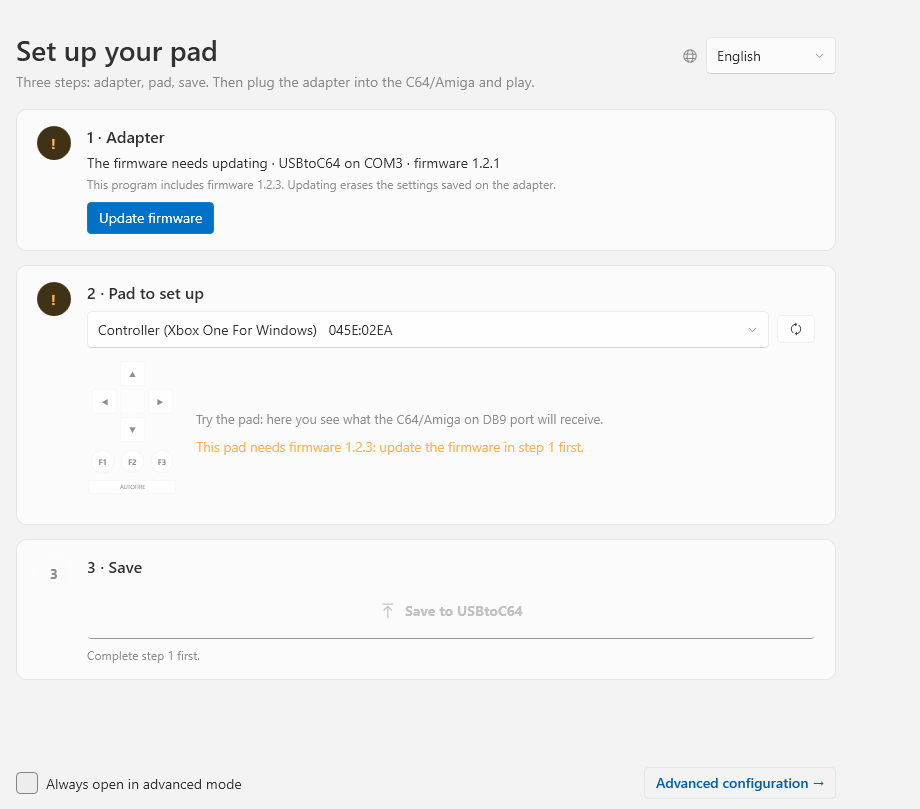 Set up your pad
English
Three steps: adapter, pad, save. Then plug the adapter into the C64/Amiga and play.
!
1 · Adapter
The firmware needs updating · USBtoC64 on COM3 · firmware 1.2.1
This program includes firmware 1.2.3. Updating erases the settings saved on the adapter.
Update firmware
!
2 · Pad to set up
Controller (Xbox One For Windows) 045E:02EA
Try the pad: here you see what the C64/Amiga on DB9 port will receive.
This pad needs firmware 1.2.3: update the firmware in step 1 first.
F1 F2 F3
AUTOFIRE
3
3 · Save
Save to USBtoC64
Complete step 1 first.
Always open in advanced mode
Advanced configuration →